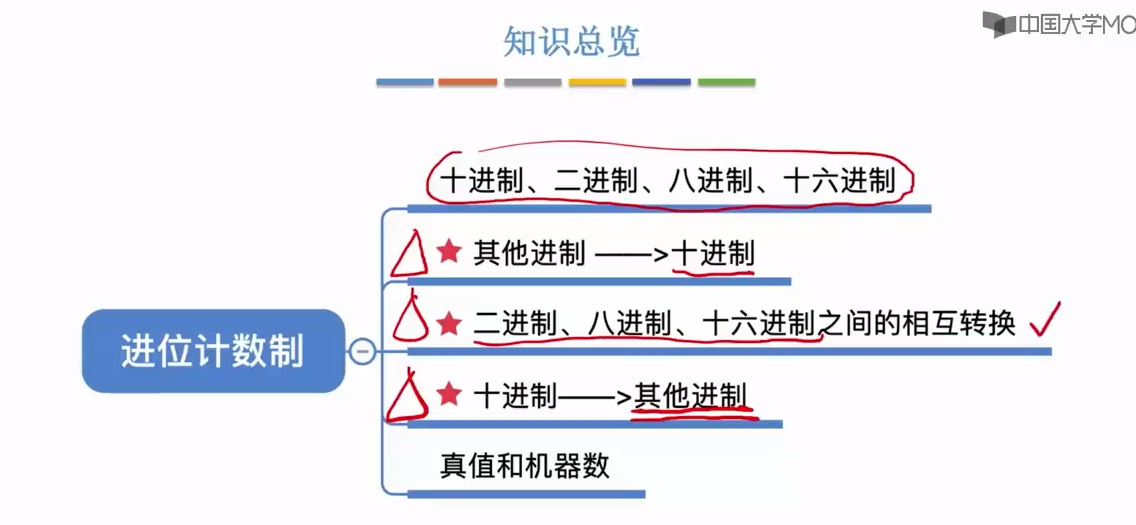 中国大学MO
知识总览
十进制、二进制、八进制、十六进制
★ 其他进制 ——>十进制
★ 二进制、八进制、十六进制之间的相互转换
进位计数制
★ 十进制——>其他进制
真值和机器数